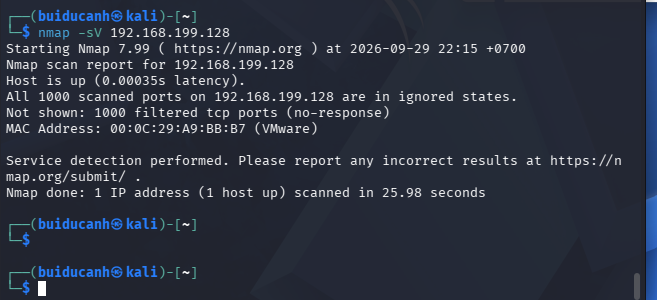 ┌──(buiducanh㉿kali)-[~]
└─$ nmap -sV 192.168.199.128
Starting Nmap 7.99 ( https://nmap.org ) at 2026-09-29 22:15 +0700
Nmap scan report for 192.168.199.128
Host is up (0.00035s latency).
All 1000 scanned ports on 192.168.199.128 are in ignored states.
Not shown: 1000 filtered tcp ports (no-response)
MAC Address: 00:0C:29:A9:BB:B7 (VMware)
Service detection performed. Please report any incorrect results at https://n
map.org/submit/ .
Nmap done: 1 IP address (1 host up) scanned in 25.98 seconds
┌──(buiducanh㉿kali)-[~]
└─$
┌──(buiducanh㉿kali)-[~]
└─$